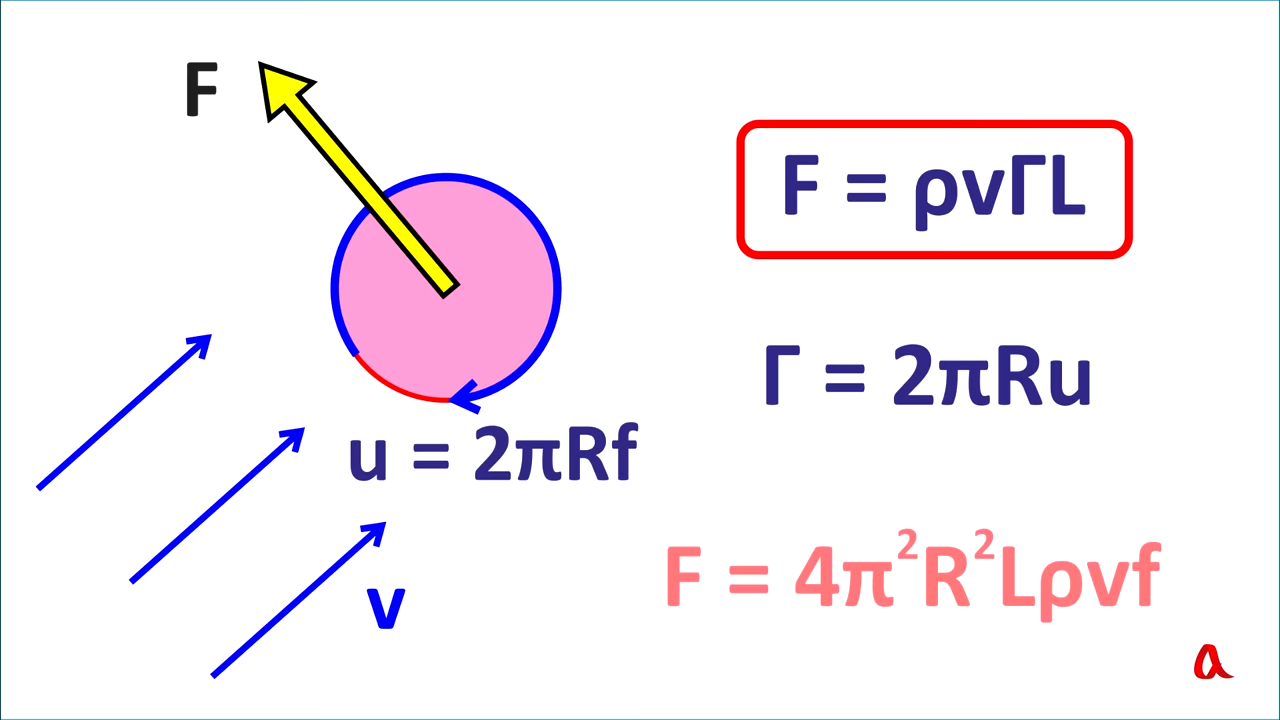 F
F = ρvΓL
Γ = 2πRu
u = 2πRf
F = 4π²R²Lρvf
v
a